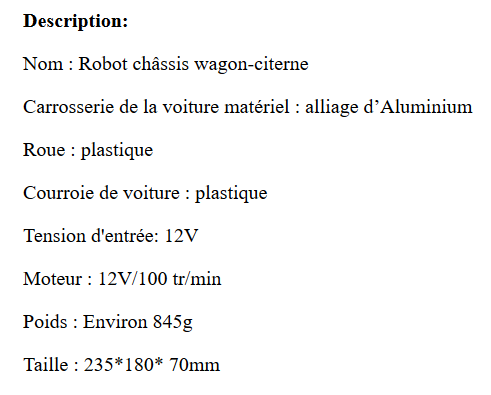 Description:
Nom : Robot châssis wagon-citerne
Carrosserie de la voiture matériel : alliage d’Aluminium
Roue : plastique
Courroie de voiture : plastique
Tension d'entrée: 12V
Moteur : 12V/100 tr/min
Poids : Environ 845g
Taille : 235*180* 70mm